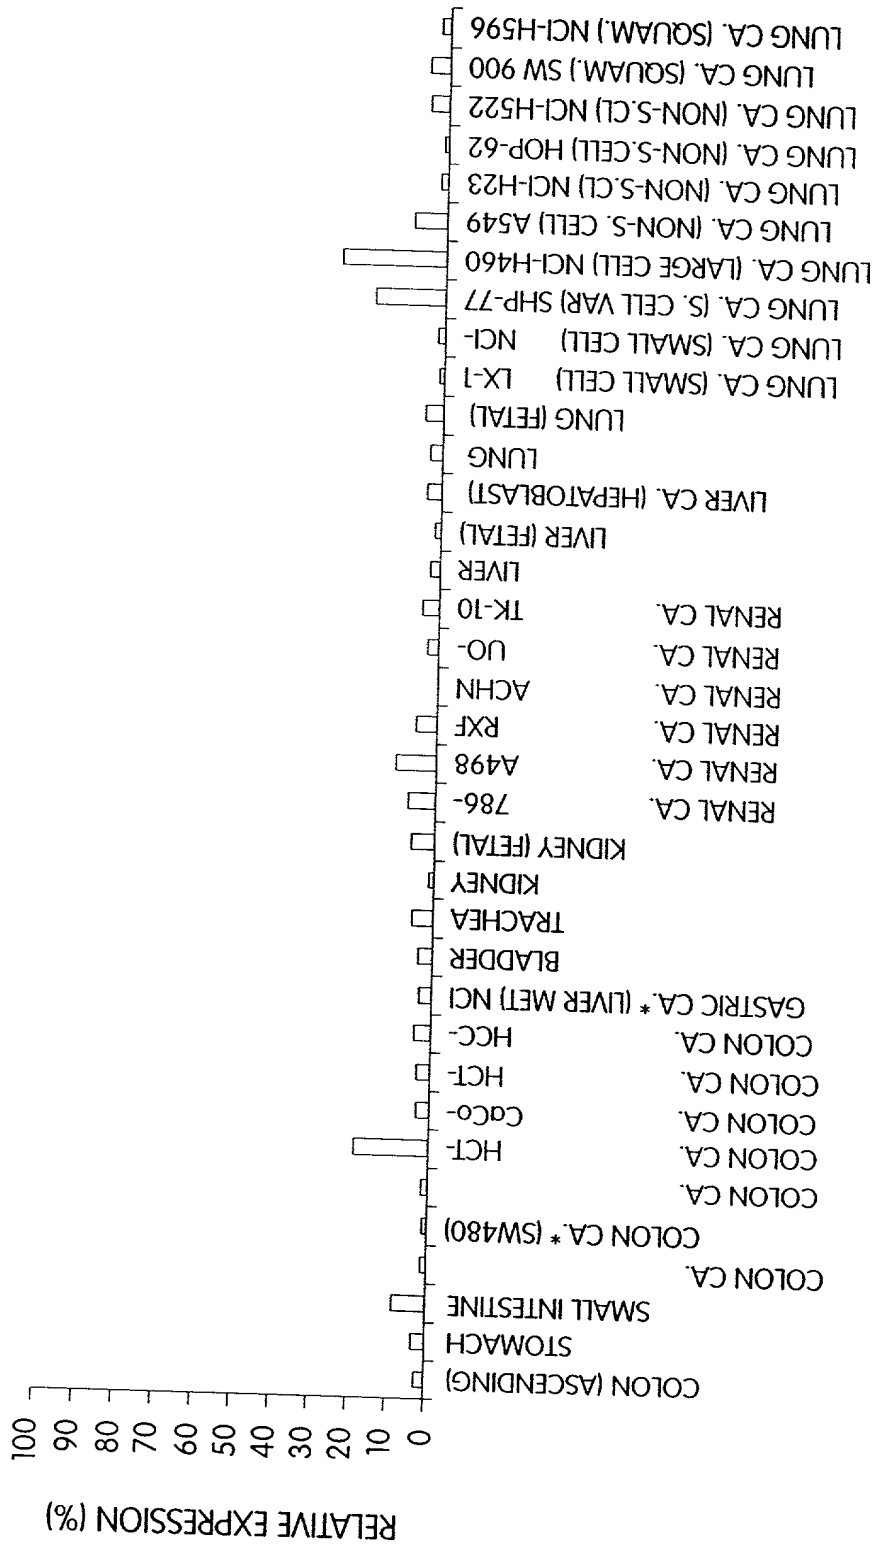 RELATIVE EXPRESSION (%)
0
10
20
30
40
50
60
70
80
90
100
COLON (ASCENDING)
STOMACH
SMALL INTESTINE
COLON CA.
COLON CA. * (SW480)
COLON CA.
COLON CA. HCT-
COLON CA. CaCo-
COLON CA. HCT-
COLON CA. HCC-
GASTRIC CA. * (LIVER MET) NCI
BLADDER
TRACHEA
KIDNEY
KIDNEY (FETAL)
RENAL CA. 786-
RENAL CA. A498
RENAL CA. RXF
RENAL CA. ACHN
RENAL CA. UO-
RENAL CA. TK-10
LIVER
LIVER (FETAL)
LIVER CA. (HEPATOBLAST)
LUNG
LUNG (FETAL)
LUNG CA. (SMALL CELL) LX-1
LUNG CA. (SMALL CELL) NCI-
LUNG CA. (S. CELL VAR) SHP-77
LUNG CA. (LARGE CELL) NCI-H460
LUNG CA. (NON-S. CELL) A549
LUNG CA. (NON-S.CL) NCI-H23
LUNG CA. (NON-S.CELL) HOP-62
LUNG CA. (NON-S.CL) NCI-H522
LUNG CA. (SQUAM.) SW 900
LUNG CA. (SQUAM.) NCI-H596